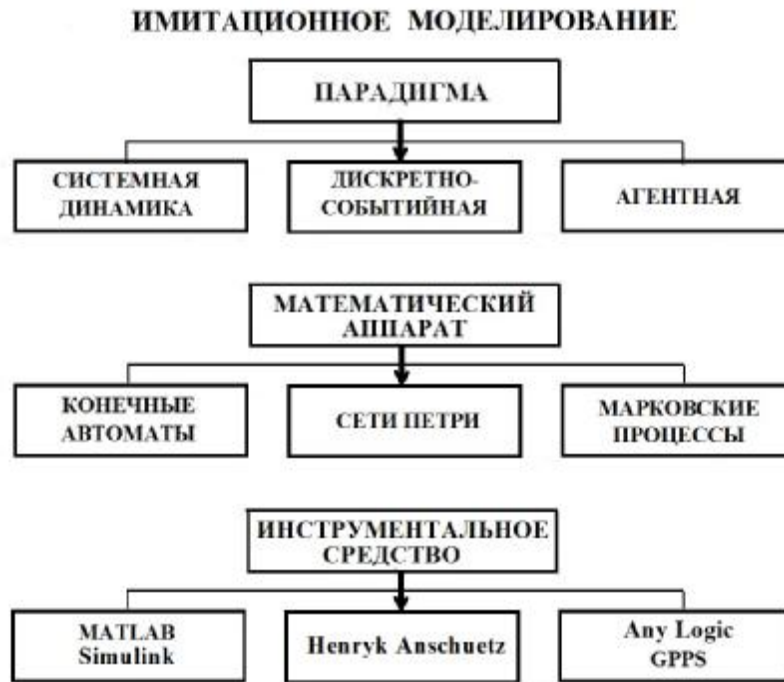 ИМИТАЦИОННОЕ МОДЕЛИРОВАНИЕ
ПАРАДИГМА
СИСТЕМНАЯ
ДИНАМИКА
ДИСКРЕТНО-
СОБЫТИЙНАЯ
АГЕНТНАЯ
МАТЕМАТИЧЕСКИЙ
АППАРАТ
КОНЕЧНЫЕ
АВТОМАТЫ
СЕТИ ПЕТРИ
МАРКОВСКИЕ
ПРОЦЕССЫ
ИНСТРУМЕНТАЛЬНОЕ
СРЕДСТВО
MATLAB
Simulink
Henryk Anschuetz
Any Logic
GPPS